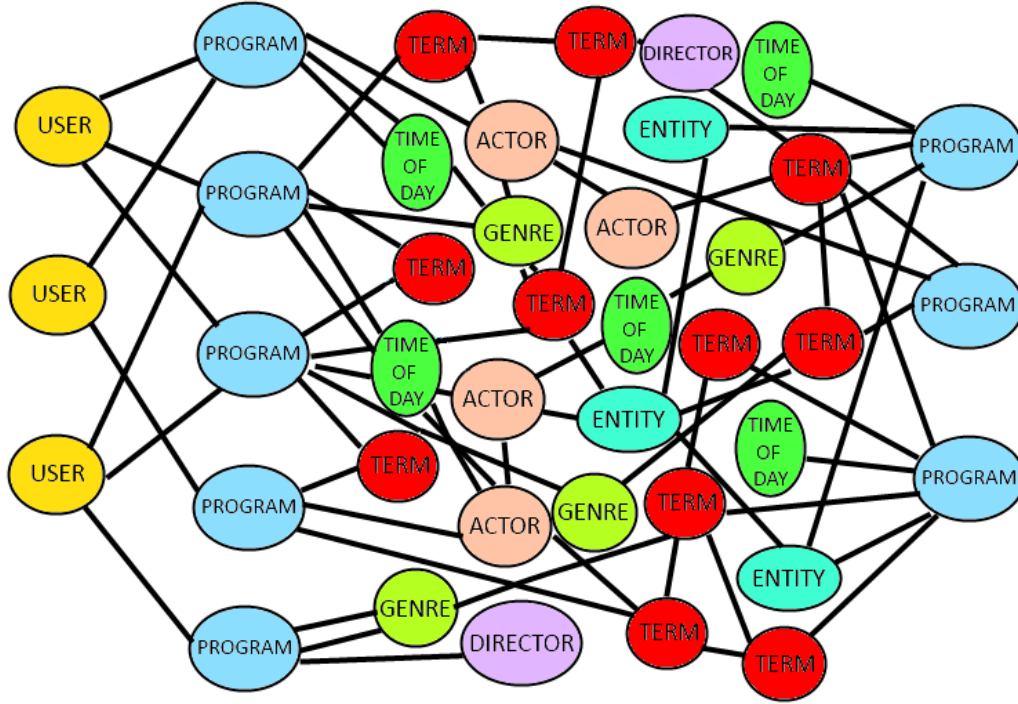 PROGRAM
TERM
TERM
DIRECTOR
TIME
OF
DAY
USER
ACTOR
ENTITY
TIME
OF
DAY
PROGRAM
TERM
PROGRAM
ACTOR
GENRE
TERM
GENRE
USER
TERM
TIME
OF
DAY
PROGRAM
PROGRAM
TIME
OF
DAY
TERM
TERM
ACTOR
ENTITY
USER
TERM
TIME
OF
DAY
PROGRAM
PROGRAM
ACTOR
GENRE
TERM
ENTITY
PROGRAM
GENRE
DIRECTOR
TERM
TERM